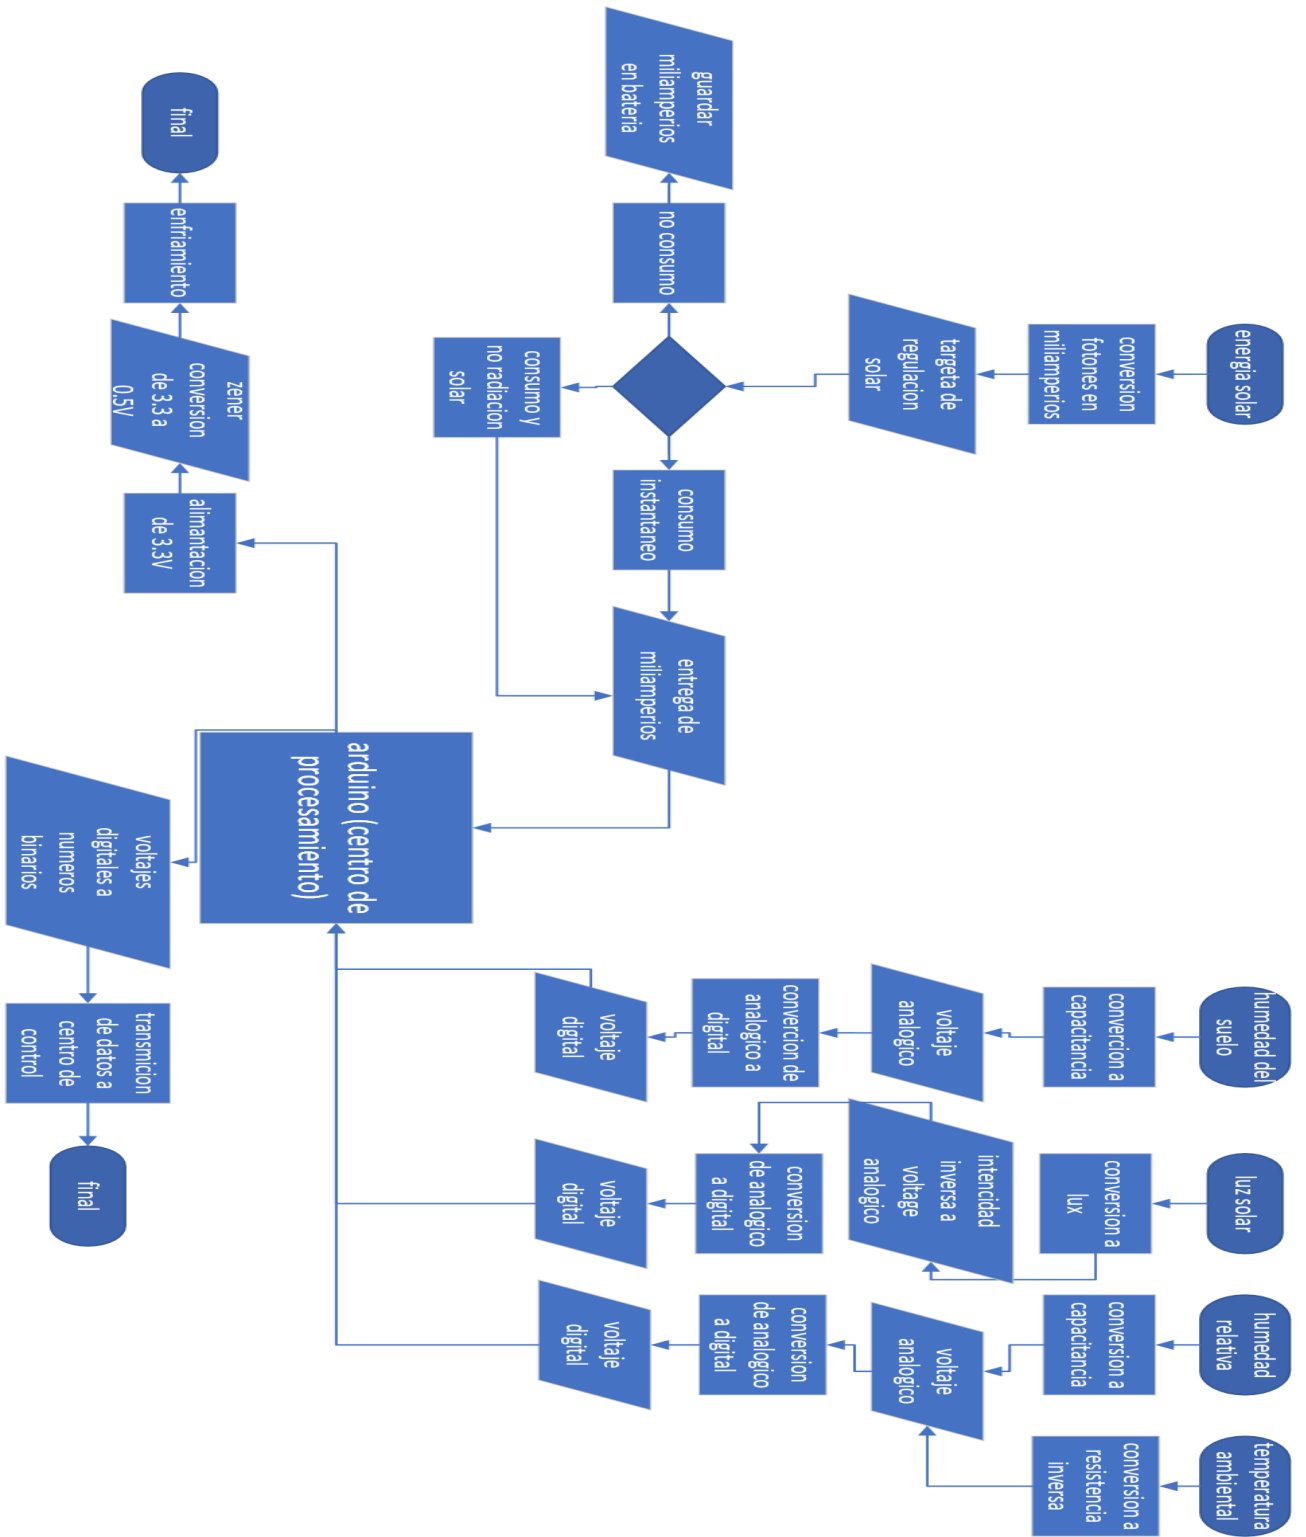 energia solar
conversion
fotones en
miliamperios
targeta de
regulacion
solar
no consumo
guardar
miliamperios
en bateria
consumo y
no radiacion
solar
consumo
instantaneo
entrega de
miliamperios
humedad del
suelo
convercion a
capacitancia
voltaje
analogico
convercion de
analogico a
digital
voltaje
digital
luz solar
conversion a
lux
intencidad
inversa a
voltage
analogico
conversion
de analogico
a digital
voltaje
digital
humedad
relativa
conversion a
capacitancia
voltaje
analogico
conversion
de analogico
a digital
voltaje
digital
temperatura
ambiental
conversion a
resistencia
inversa
arduino (centro de
procesamiento)
alimantacion
de 3.3V
zener
conversion
de 3.3 a
0.5V
enfriamiento
final
voltajes
digitales a
numeros
binarios
transmicion
de datos a
centro de
control
final